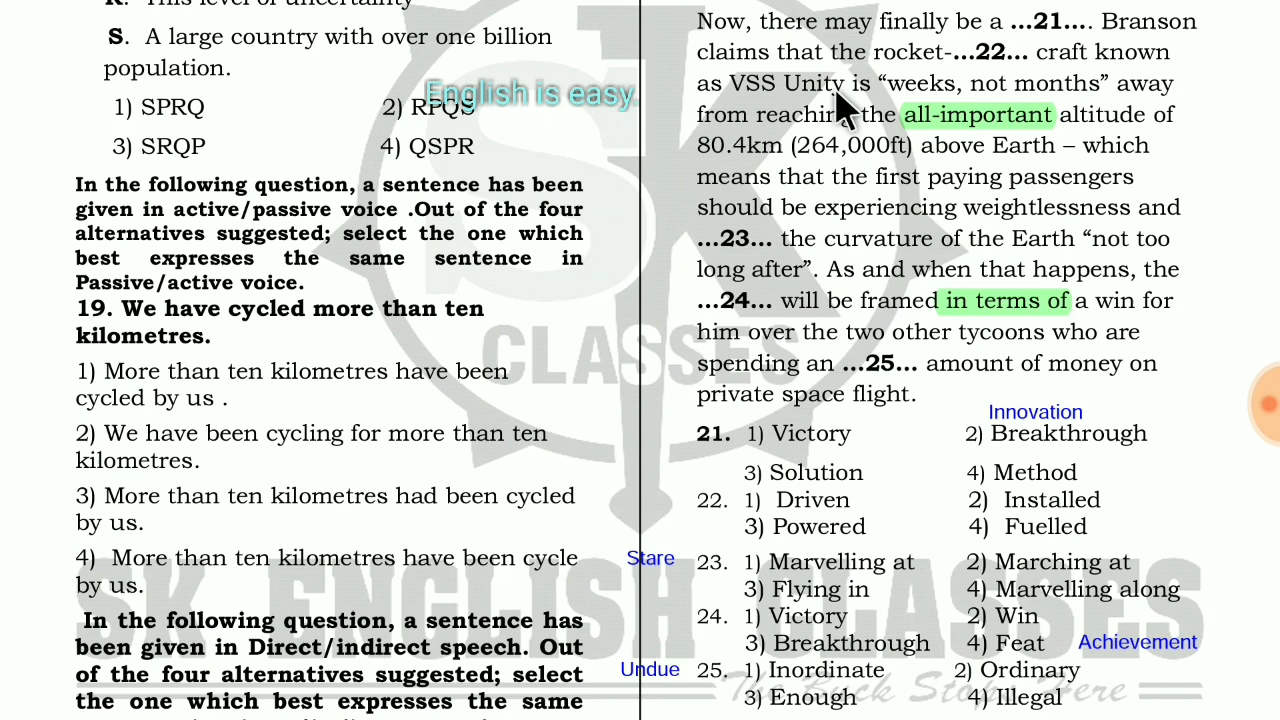 R. This level of uncertainty
S. A large country with over one billion
population.
1) SPRQ 2) RPQS
3) SRQP 4) QSPR
English is easy.
In the following question, a sentence has been
given in active/passive voice .Out of the four
alternatives suggested; select the one which
best expresses the same sentence in
Passive/active voice.
19. We have cycled more than ten
kilometres.
1) More than ten kilometres have been
cycled by us .
2) We have been cycling for more than ten
kilometres.
3) More than ten kilometres had been cycled
by us.
4) More than ten kilometres have been cycle
by us.
In the following question, a sentence has
been given in Direct/indirect speech. Out
of the four alternatives suggested; select
the one which best expresses the same
Now, there may finally be a ...21.... Branson
claims that the rocket-...22... craft known
as VSS Unity is “weeks, not months” away
from reaching the all-important altitude of
80.4km (264,000ft) above Earth – which
means that the first paying passengers
should be experiencing weightlessness and
...23... the curvature of the Earth “not too
long after”. As and when that happens, the
...24... will be framed in terms of a win for
him over the two other tycoons who are
spending an ...25... amount of money on
private space flight.
Innovation
21. 1) Victory 2) Breakthrough
3) Solution 4) Method
22. 1) Driven 2) Installed
3) Powered 4) Fuelled
Stare 23. 1) Marvelling at 2) Marching at
3) Flying in 4) Marvelling along
24. 1) Victory 2) Win
3) Breakthrough 4) Feat Achievement
Undue 25. 1) Inordinate 2) Ordinary
3) Enough 4) Illegal
SK
CLASSES
SK ENGLISH CLASSES
The Buck Stops Here